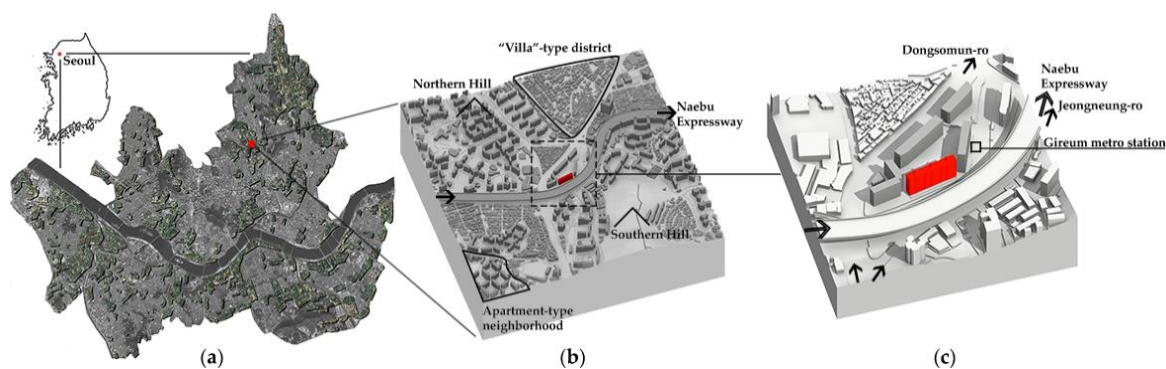 Seoul
"Villa"-type district
Northern Hill
Naebu
Expressway
Southern Hill
Apartment-type
neighborhood
Dongsomun-ro
Naebu
Expressway
Jeongneung-ro
Gireum metro station
(a)
(b)
(c)